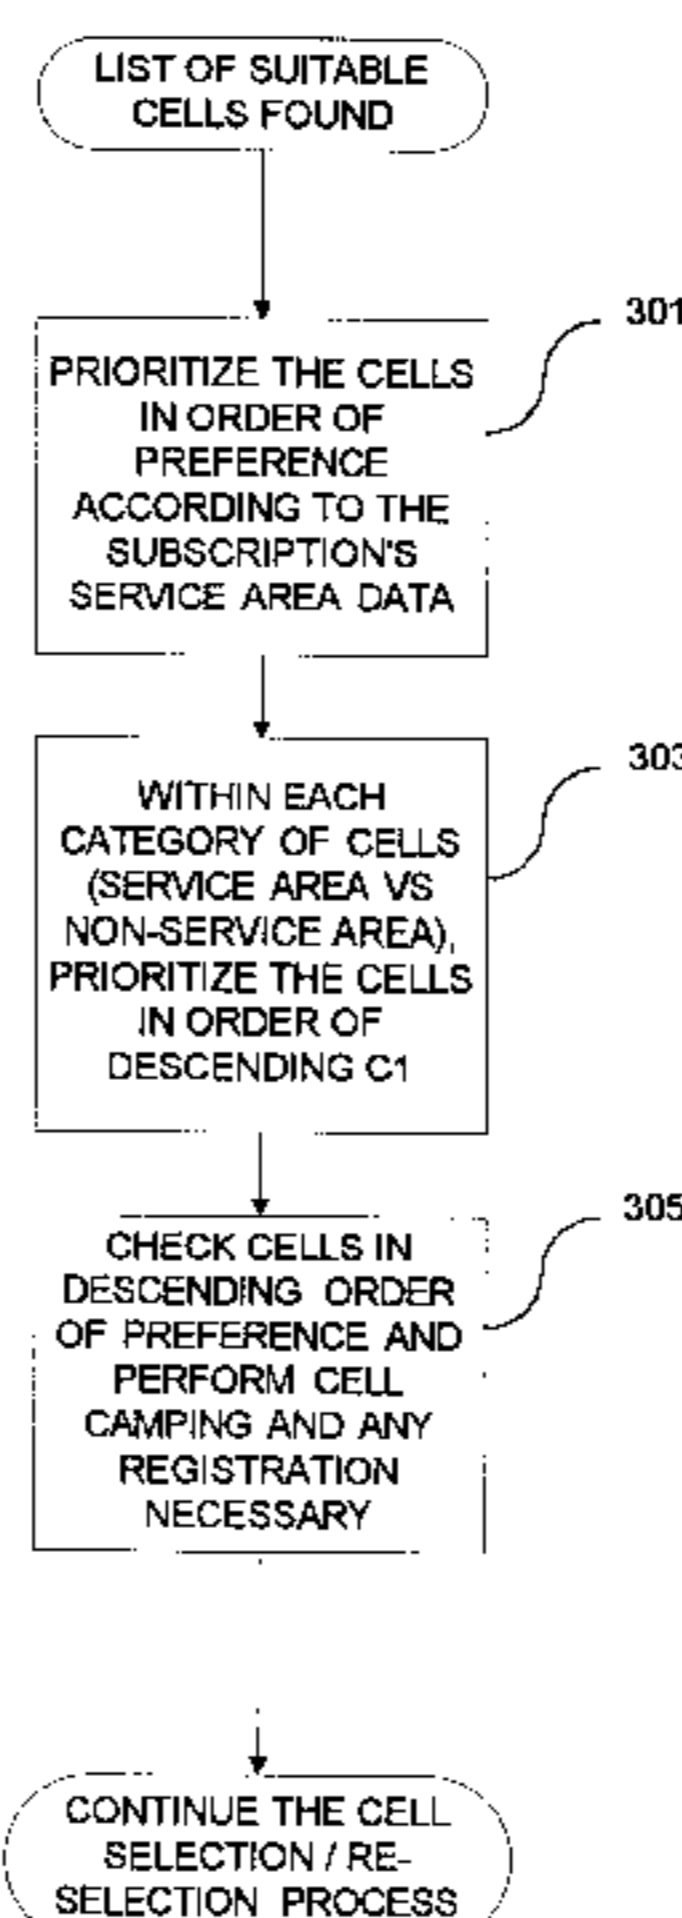 LIST OF SUITABLE
CELLS FOUND
301
PRIORITIZE THE CELLS
IN ORDER OF
PREFERENCE
ACCORDING TO THE
SUBSCRIPTION'S
SERVICE AREA DATA
303
WITHIN EACH
CATEGORY OF CELLS
(SERVICE AREA VS
NON-SERVICE AREA),
PRIORITIZE THE CELLS
IN ORDER OF
DESCENDING C1
305
CHECK CELLS IN
DESCENDING ORDER
OF PREFERENCE AND
PERFORM CELL
CAMPING AND ANY
REGISTRATION
NECESSARY
CONTINUE THE CELL
SELECTION / RE-
SELECTION PROCESS